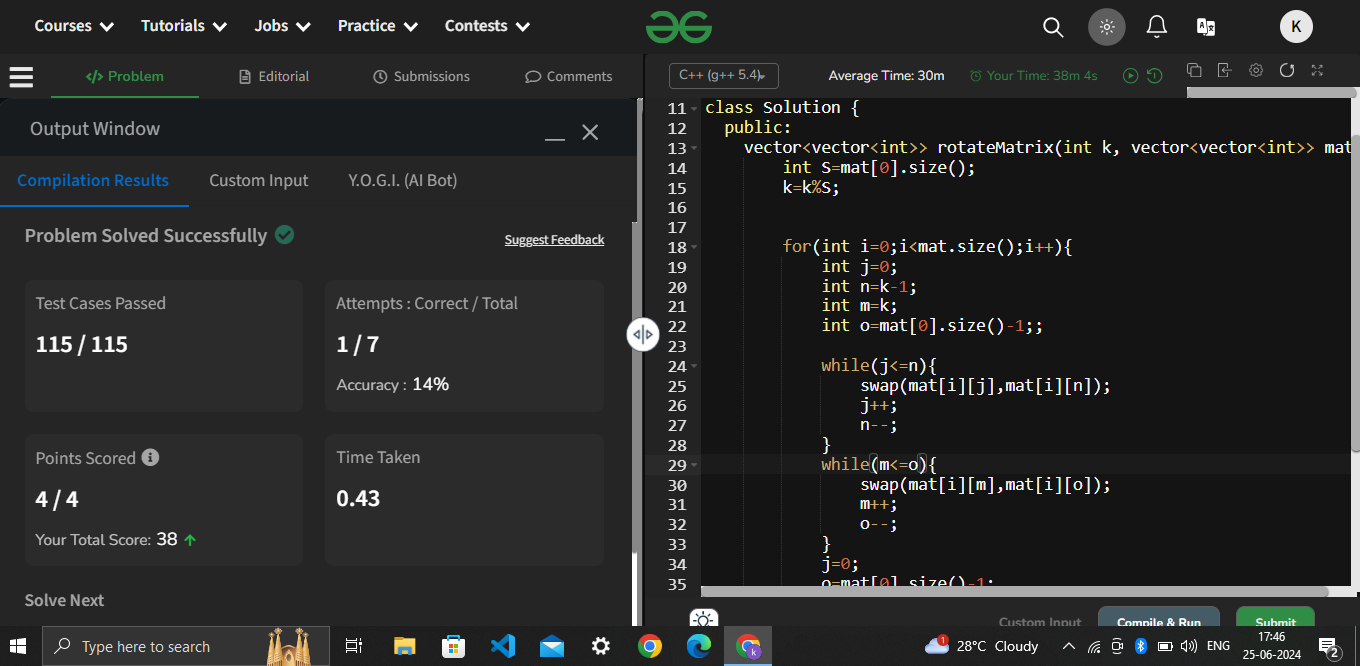 Courses Tutorials Jobs Practice Contests K
Problem Editorial Submissions Comments
Output Window
Compilation Results Custom Input Y.O.G.I. (AI Bot)
Problem Solved Successfully
Suggest Feedback
Test Cases Passed
115 / 115
Attempts : Correct / Total
1 / 7
Accuracy : 14%
Points Scored
4 / 4
Your Total Score: 38
Time Taken
0.43
Solve Next
C++ (g++ 5.4) Average Time: 30m Your Time: 38m 4s
11 class Solution {
12 public:
13 vector<vector<int>> rotateMatrix(int k, vector<vector<int>> mat
14 int S=mat[0].size();
15 k=k%S;
16
17
18 for(int i=0;i<mat.size();i++){
19 int j=0;
20 int n=k-1;
21 int m=k;
22 int o=mat[0].size()-1;;
23
24 while(j<=n){
25 swap(mat[i][j],mat[i][n]);
26 j++;
27 n--;
28 }
29 while(m<=o){
30 swap(mat[i][m],mat[i][o]);
31 m++;
32 o--;
33 }
34 j=0;
35 o=mat[0].size()-1;
Custom Input Compile & Run Submit
Type here to search
k
1
28°C Cloudy
ENG
17:46
25-06-2024
2